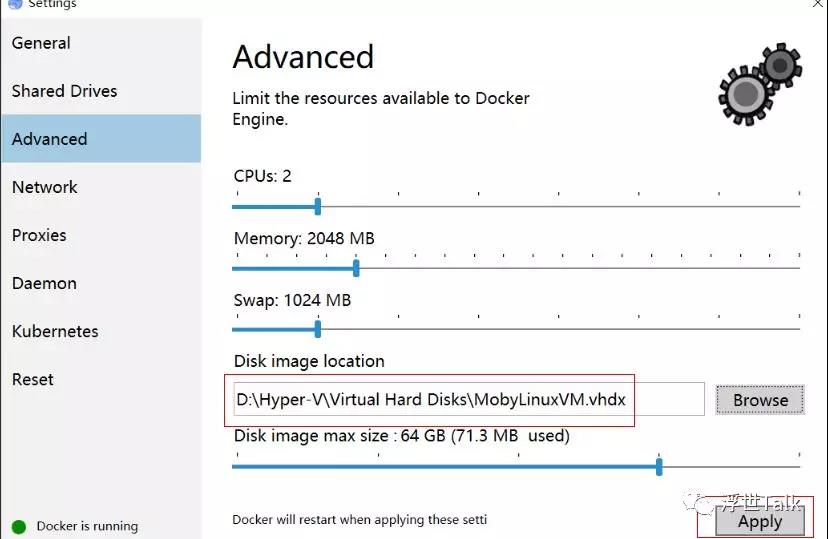 Settings
General
Shared Drives
Advanced
Network
Proxies
Daemon
Kubernetes
Reset
Docker is running
Advanced
Limit the resources available to Docker
Engine.
CPUs: 2
Memory: 2048 MB
Swap: 1024 MB
Disk image location
D:\Hyper-V\Virtual Hard Disks\MobyLinuxVM.vhdx
Browse
Disk image max size : 64 GB (71.3 MB used)
Docker will restart when applying these setti
浮世Talk
Apply